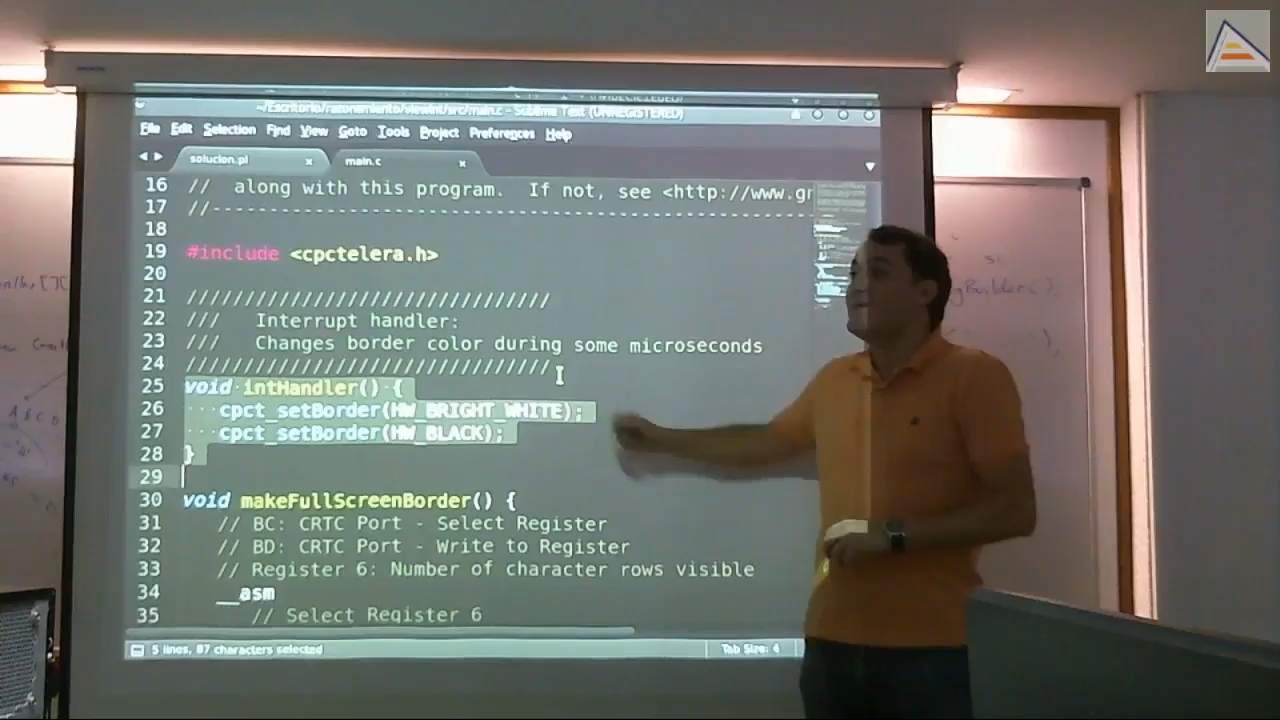 ~/Escritorio/razonamiento/viewint/src/main.c - Sublime Text (UNREGISTERED)
File Edit Selection Find View Goto Tools Project Preferences Help
solucion.pl x main.c x
16 // along with this program. If not, see <http://www.gr
17 //-----------------------------------------------------
18
19 #include <cpctelera.h>
20
21 ////////////////////////////////
22 /// Interrupt handler:
23 /// Changes border color during some microseconds
24 ////////////////////////////////
25 void intHandler() {
26 cpct_setBorder(HW_BRIGHT_WHITE);
27 cpct_setBorder(HW_BLACK);
28 }
29
30 void makeFullScreenBorder() {
31 // BC: CRTC Port - Select Register
32 // BD: CRTC Port - Write to Register
33 // Register 6: Number of character rows visible
34 __asm
35 // Select Register 6
5 lines, 87 characters selected
Tab Size: 4